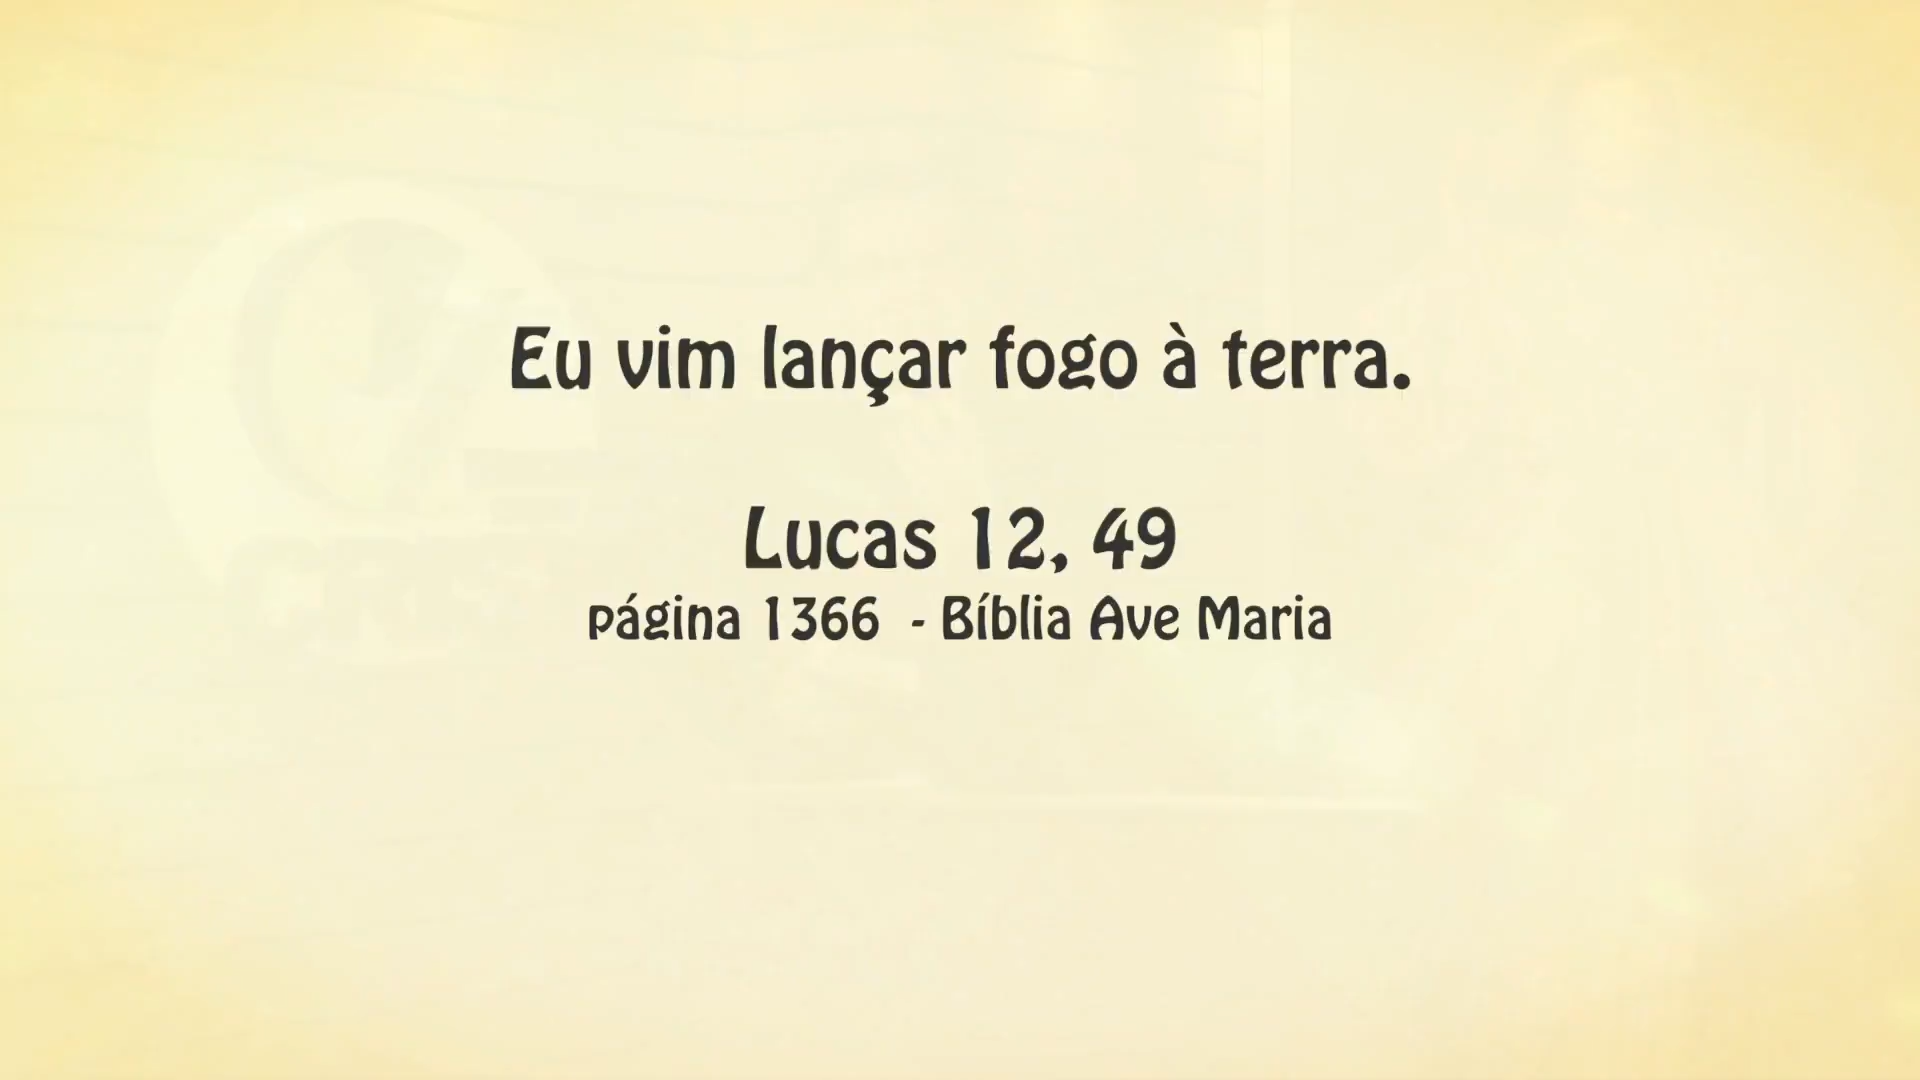 Eu vim lançar fogo à terra.
Lucas 12, 49
página 1366 - Bíblia Ave Maria